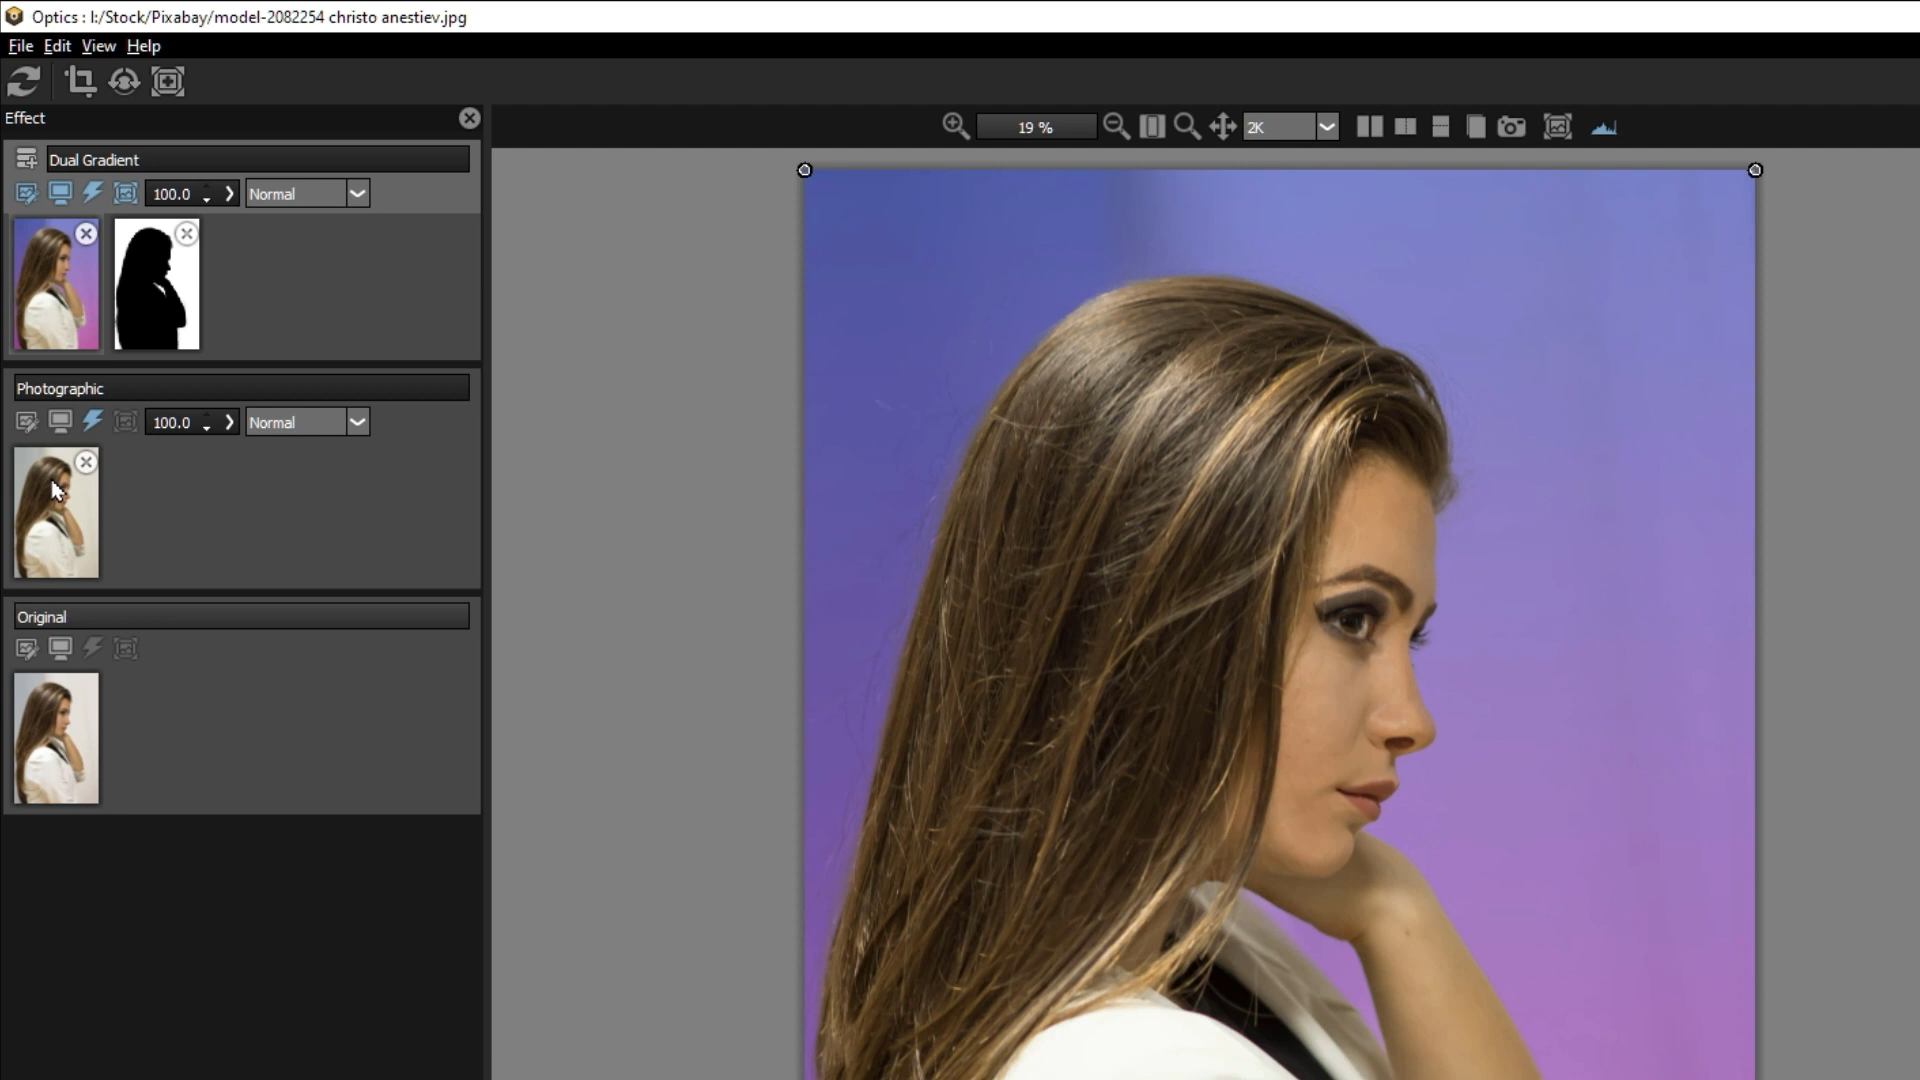 Optics : I:/Stock/Pixabay/model-2082254 christo anestiev.jpg
File Edit View Help
Effect
19 %
2K
Dual Gradient
100.0
Normal
Photographic
100.0
Normal
Original